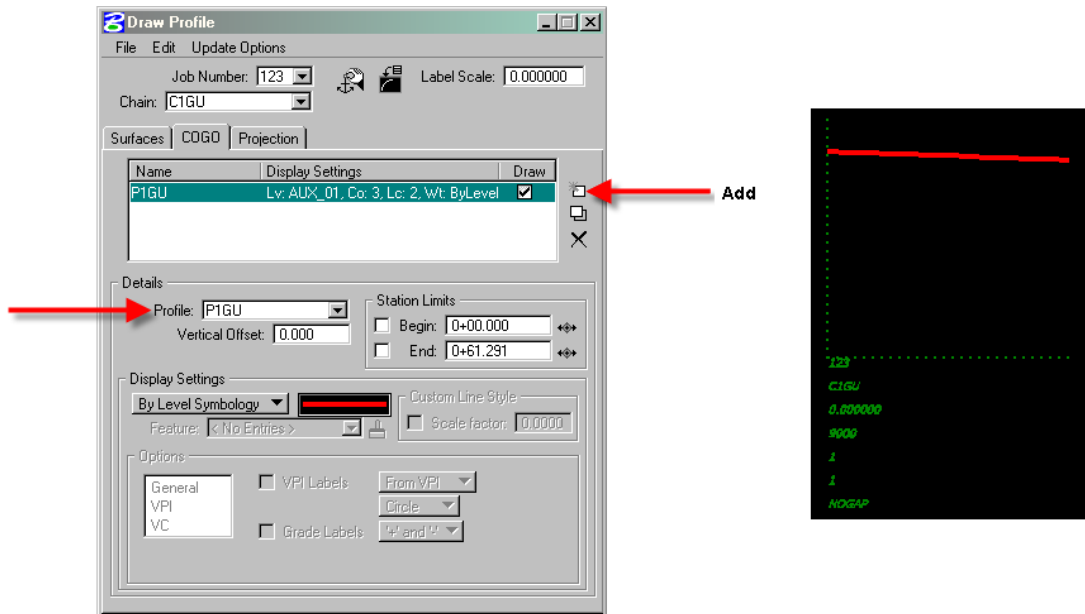 Draw Profile
File Edit Update Options
Job Number: 123 Label Scale: 0.000000
Chain: C1GU
Surfaces COGO Projection
Name Display Settings Draw
P1GU Lv: AUX_01, Co: 3, Lc: 2, Wt: ByLevel
Add
Details
Profile: P1GU
Vertical Offset: 0.000
Station Limits
Begin: 0+00.000
End: 0+61.291
Display Settings
By Level Symbology
Feature: < No Entries >
Custom Line Style
Scale factor: 0.0000
Options
General
VPI
VC
VPI Labels From VPI
Circle
Grade Labels '+' and '-'
123
C1GU
0.000000
9000
1
1
NOGAP